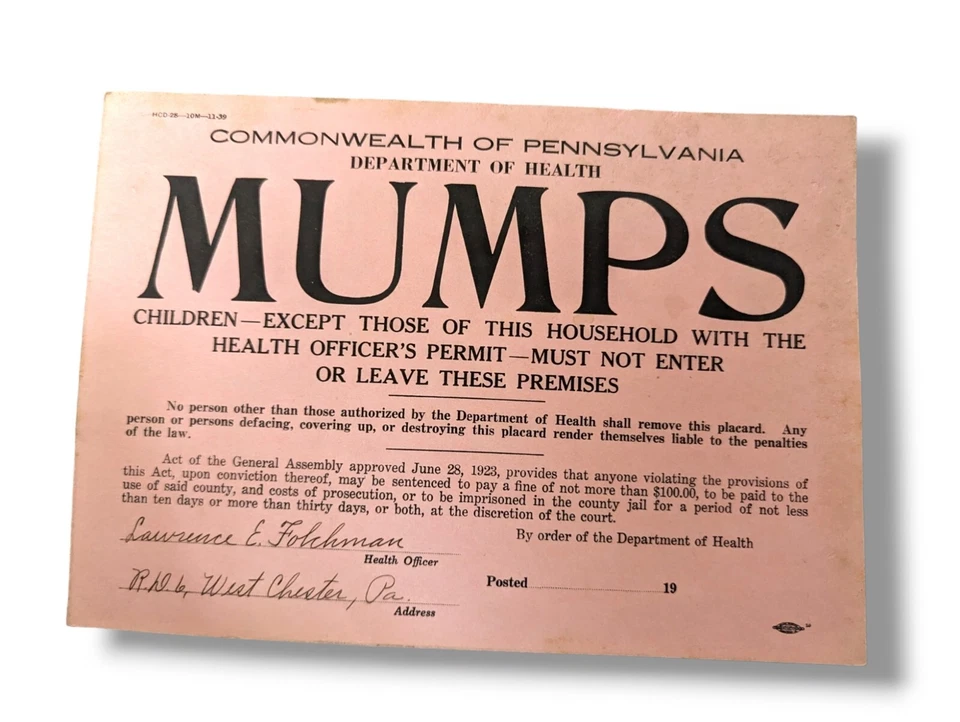 HCD-28—10M—11-39
COMMONWEALTH OF PENNSYLVANIA
DEPARTMENT OF HEALTH
MUMPS
CHILDREN—EXCEPT THOSE OF THIS HOUSEHOLD WITH THE
HEALTH OFFICER'S PERMIT—MUST NOT ENTER
OR LEAVE THESE PREMISES
No person other than those authorized by the Department of Health shall remove this placard. Any
person or persons defacing, covering up, or destroying this placard render themselves liable to the penalties
of the law.
Act of the General Assembly approved June 28, 1923, provides that anyone violating the provisions of
this Act, upon conviction thereof, may be sentenced to pay a fine of not more than $100.00, to be paid to the
use of said county, and costs of prosecution, or to be imprisoned in the county jail for a period of not less
than ten days or more than thirty days, or both, at the discretion of the court.
By order of the Department of Health
Lawrence E.
Health Officer
R.D. 6, West Chester, Pa.
Address
Posted 19